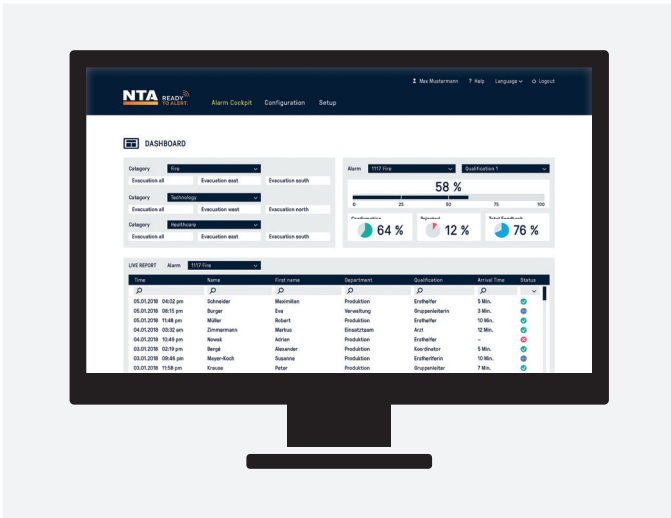 Max Mustermann ? Help Language Logout
NTA READY TO ALERT.
Alarm Cockpit Configuration Setup
DASHBOARD
Category Fire
Evacuation all Evacuation east Evacuation south
Category Technology
Evacuation all Evacuation west Evacuation north
Category Healthcare
Evacuation all Evacuation east Evacuation south
Alarm 1117 Fire Qualification 1
58 %
0 25 50 75 100
Confirmation Rejected Total Feedback
64 % 12 % 76 %
LIVE REPORT Alarm 1117 Fire
Time Name First name Department Qualification Arrival Time Status
05.01.2018 04:02 pm Schneider Maximilian Produktion Ersthelfer 5 Min.
05.01.2018 08:15 pm Burger Eva Verwaltung Gruppenleiterin 3 Min.
05.01.2018 11:48 pm Müller Robert Produktion Ersthelfer 10 Min.
04.01.2018 03:32 am Zimmermann Markus Einsatzteam Arzt 12 Min.
04.01.2018 10:49 pm Nowak Adrian Produktion Ersthelfer –
03.01.2018 02:19 pm Bergé Alexander Produktion Koordinator 5 Min.
03.01.2018 09:46 pm Mayer-Koch Susanne Produktion Erstherlferin 10 Min.
03.01.2018 11:58 pm Krause Peter Produktion Gruppenleiter 7 Min.